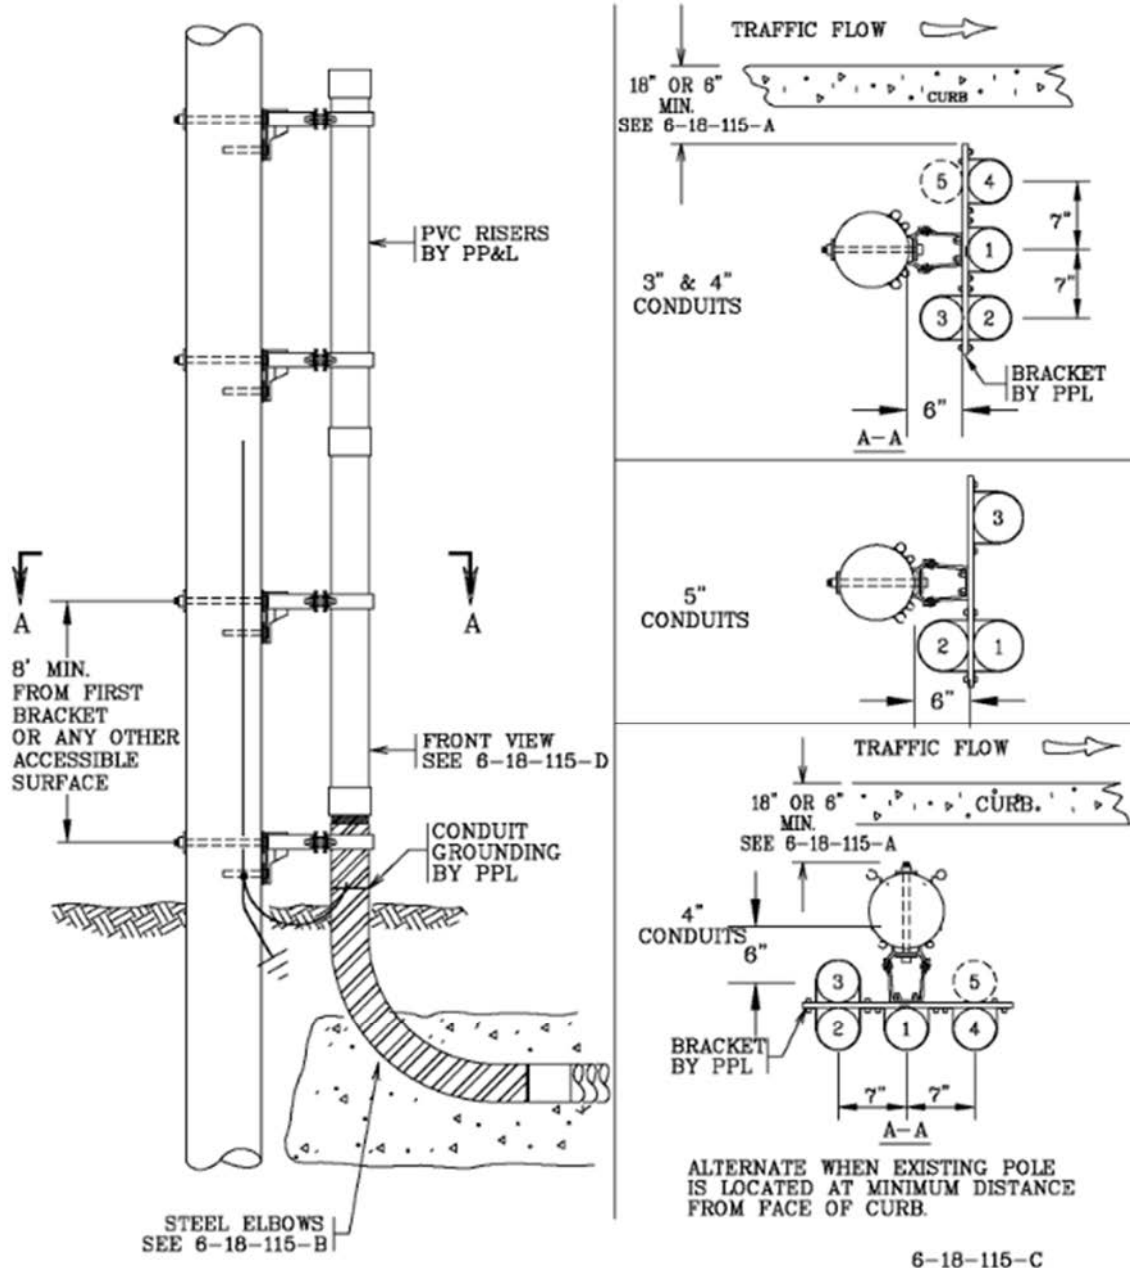 PVC RISERS
BY PP&L
A
A
8' MIN.
FROM FIRST
BRACKET
OR ANY OTHER
ACCESSIBLE
SURFACE
FRONT VIEW
SEE 6-18-115-D
CONDUIT
GROUNDING
BY PPL
STEEL ELBOWS
SEE 6-18-115-B
TRAFFIC FLOW
18" OR 6"
MIN.
SEE 6-18-115-A
CURB
5
4
7"
1
7"
3
2
3" & 4"
CONDUITS
BRACKET
BY PPL
6"
A-A
3
5"
CONDUITS
2
1
6"
TRAFFIC FLOW
18" OR 6"
MIN.
SEE 6-18-115-A
CURB.
4"
CONDUITS
6"
3
5
2
1
4
BRACKET
BY PPL
7"
7"
A-A
ALTERNATE WHEN EXISTING POLE
IS LOCATED AT MINIMUM DISTANCE
FROM FACE OF CURB.
6-18-115-C